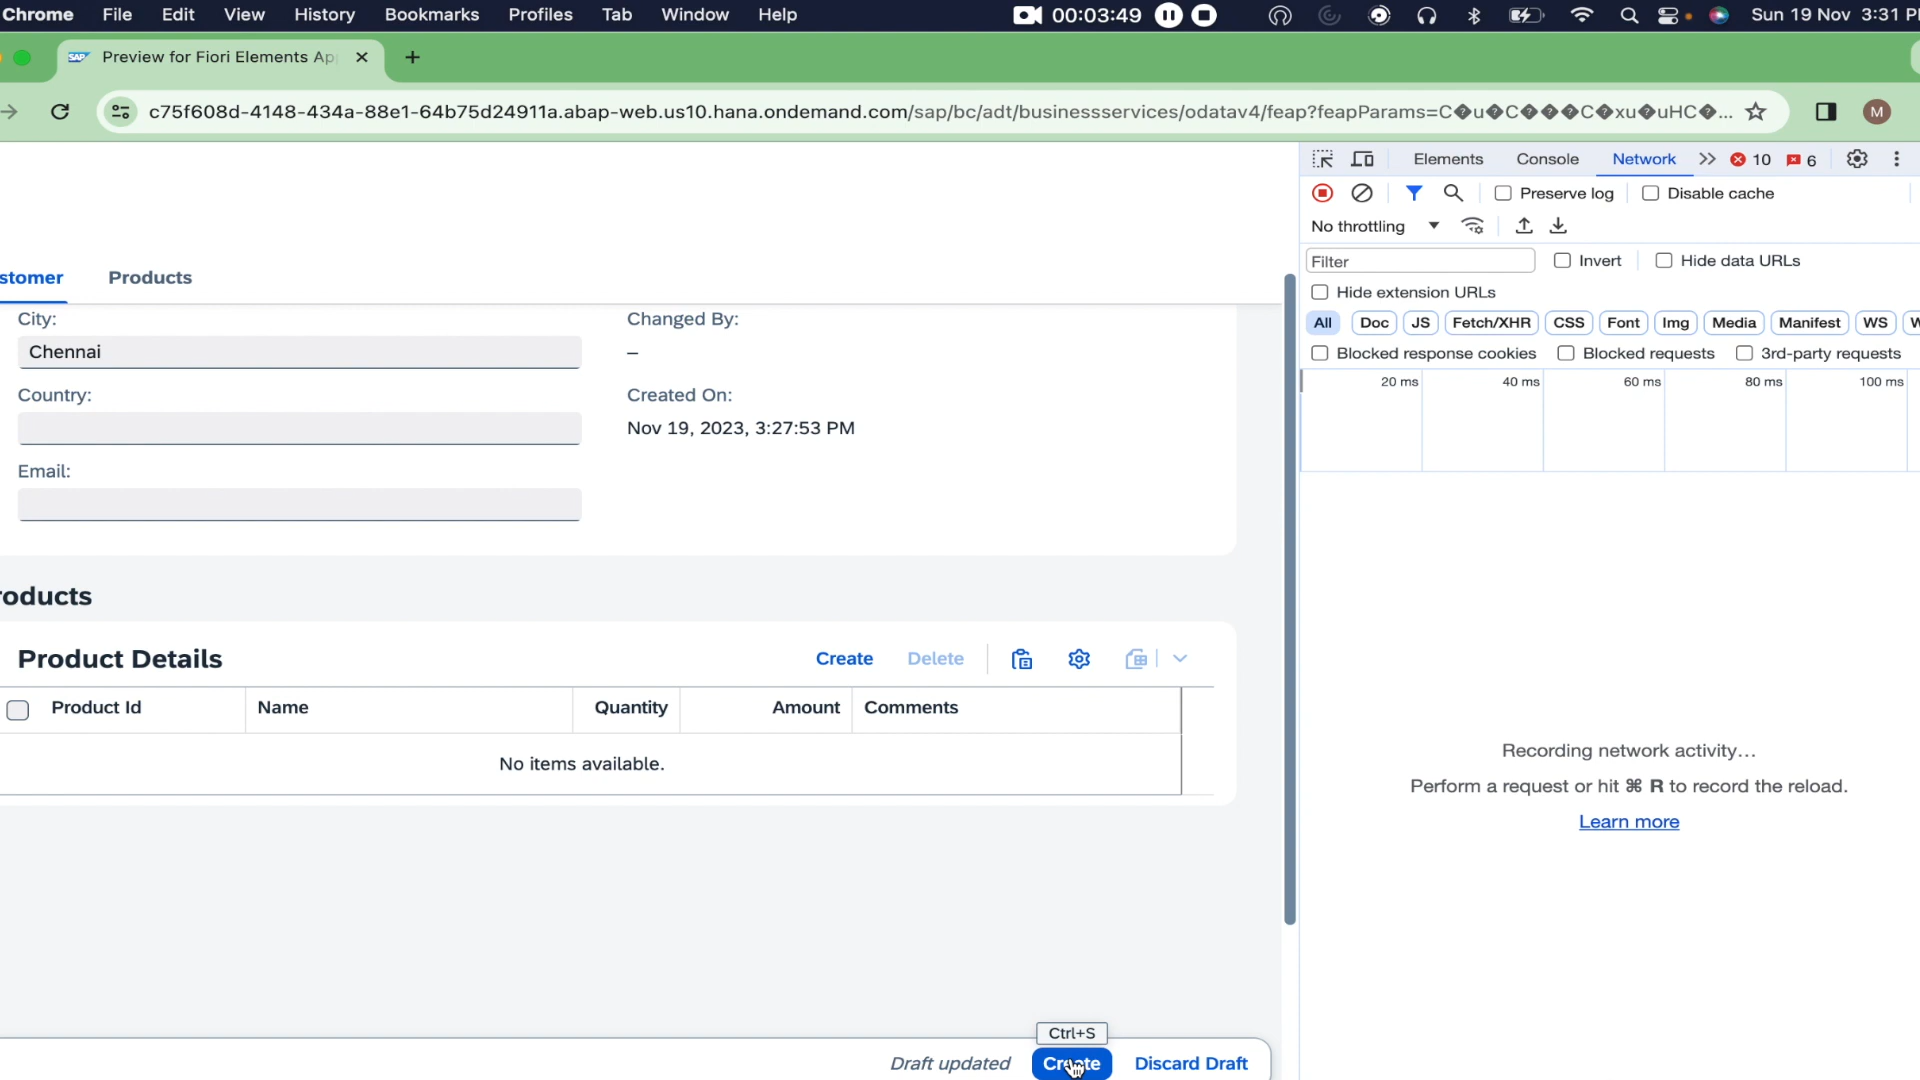 Chrome File Edit View History Bookmarks Profiles Tab Window Help 00:03:49 Sun 19 Nov 3:31 P
SAP Preview for Fiori Elements Ap
c75f608d-4148-434a-88e1-64b75d24911a.abap-web.us10.hana.ondemand.com/sap/bc/adt/businessservices/odatav4/feap?feapParams=C�u�C���C�xu�uHC�... M
Elements Console Network 10 6
Preserve log Disable cache
No throttling
Filter Invert Hide data URLs
Hide extension URLs
All Doc JS Fetch/XHR CSS Font Img Media Manifest WS W
Blocked response cookies Blocked requests 3rd-party requests
20 ms 40 ms 60 ms 80 ms 100 ms
Recording network activity…
Perform a request or hit ⌘ R to record the reload.
Learn more
stomer Products
City: Changed By:
Chennai –
Country: Created On:
Nov 19, 2023, 3:27:53 PM
Email:
roducts
Product Details Create Delete
Product Id Name Quantity Amount Comments
No items available.
Ctrl+S
Draft updated Create Discard Draft